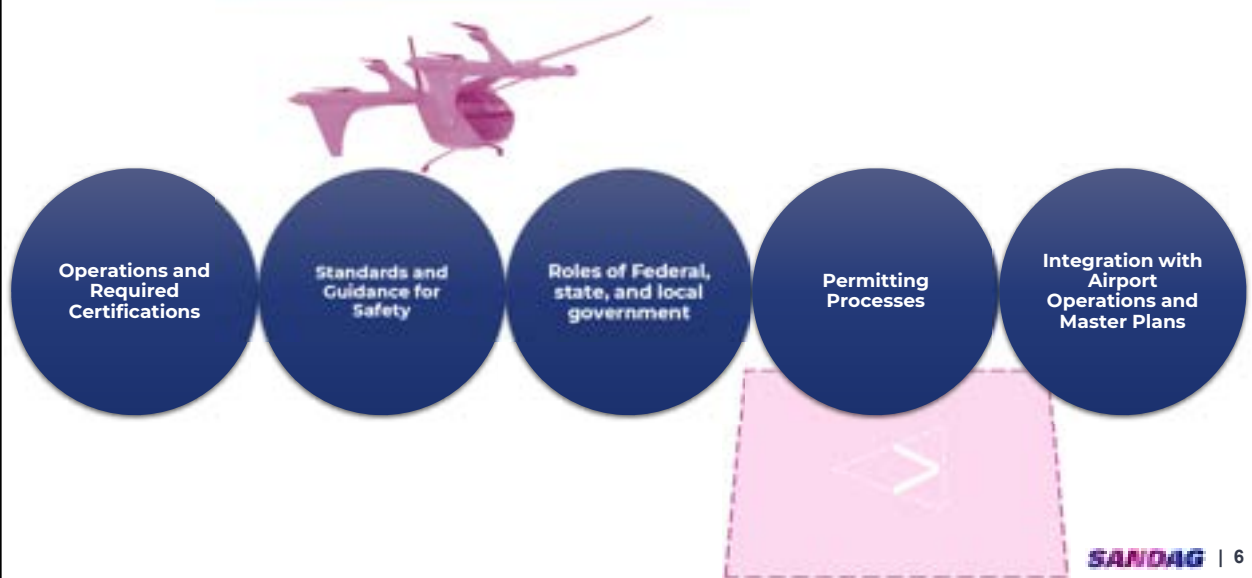 Operations and
Required
Certifications
Standards and
Guidance for
Safety
Roles of Federal,
state, and local
government
Permitting
Processes
Integration with
Airport
Operations and
Master Plans
SANDAG | 6